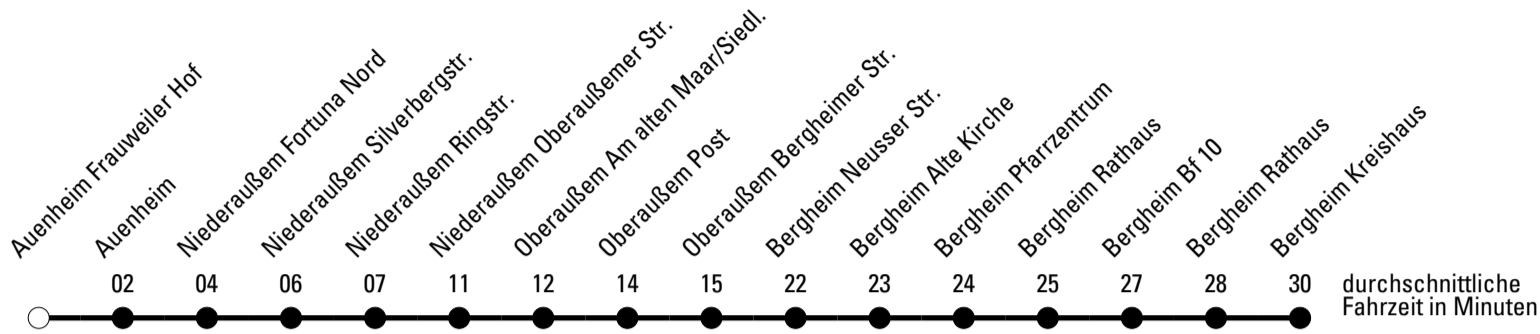 Auenheim Frauweiler Hof
Auenheim
Niederaußem Fortuna Nord
Niederaußem Silverbergstr.
Niederaußem Ringstr.
Niederaußem Oberaußemer Str.
Oberaußem Am alten Maar/Siedl.
Oberaußem Post
Oberaußem Bergheimer Str.
Bergheim Neusser Str.
Bergheim Alte Kirche
Bergheim Pfarrzentrum
Bergheim Rathaus
Bergheim Bf 10
Bergheim Rathaus
Bergheim Kreishaus
02 04 06 07 11 12 14 15 22 23 24 25 27 28 30
durchschnittliche
Fahrzeit in Minuten